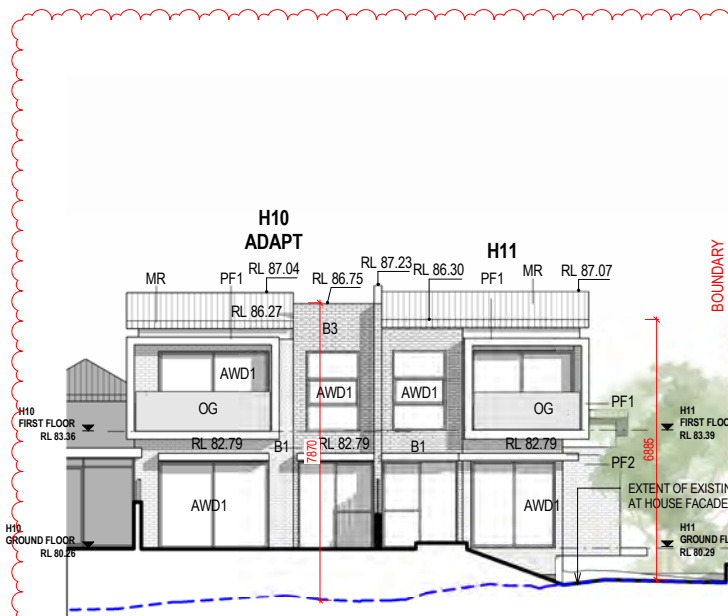 H10
ADAPT
H11
BOUNDARY
RL 87.04
RL 86.75
RL 87.23
RL 86.30
RL 87.07
MR
PF1
PF1
MR
RL 86.27
B3
AWD1
AWD1
AWD1
OG
OG
PF1
H10
FIRST FLOOR
RL 83.36
H11
FIRST FLOO
RL 83.39
RL 82.79
B1
7870
RL 82.79
B1
RL 82.79
6885
PF2
AWD1
AWD1
EXTENT OF EXISTIN
AT HOUSE FACADE
H10
GROUND FLOOR
RL 80.26
H11
GROUND FL
RL 80.29